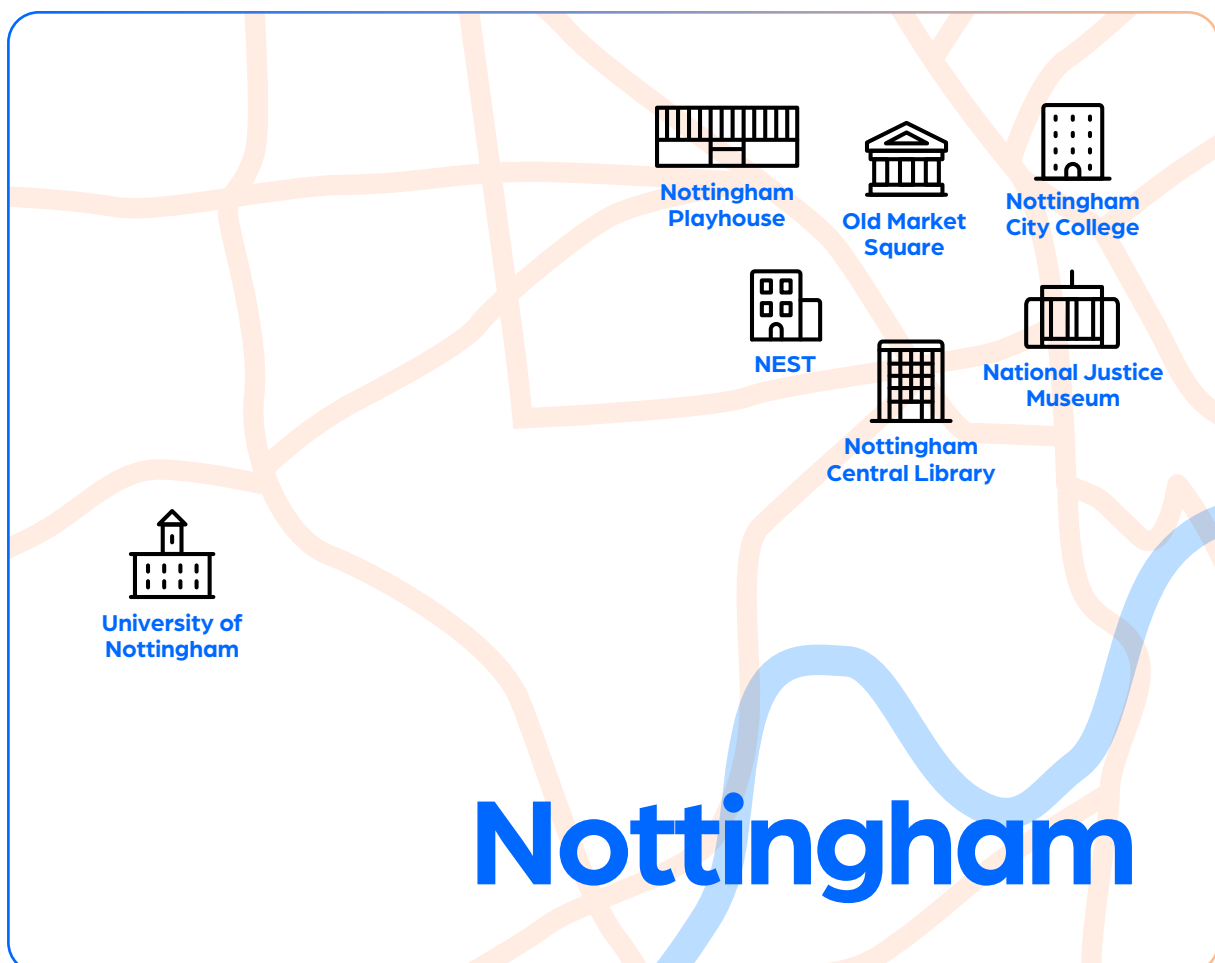 Nottingham
Playhouse
Old Market
Square
Nottingham
City College
NEST
National Justice
Museum
Nottingham
Central Library
University of
Nottingham
Nottingham